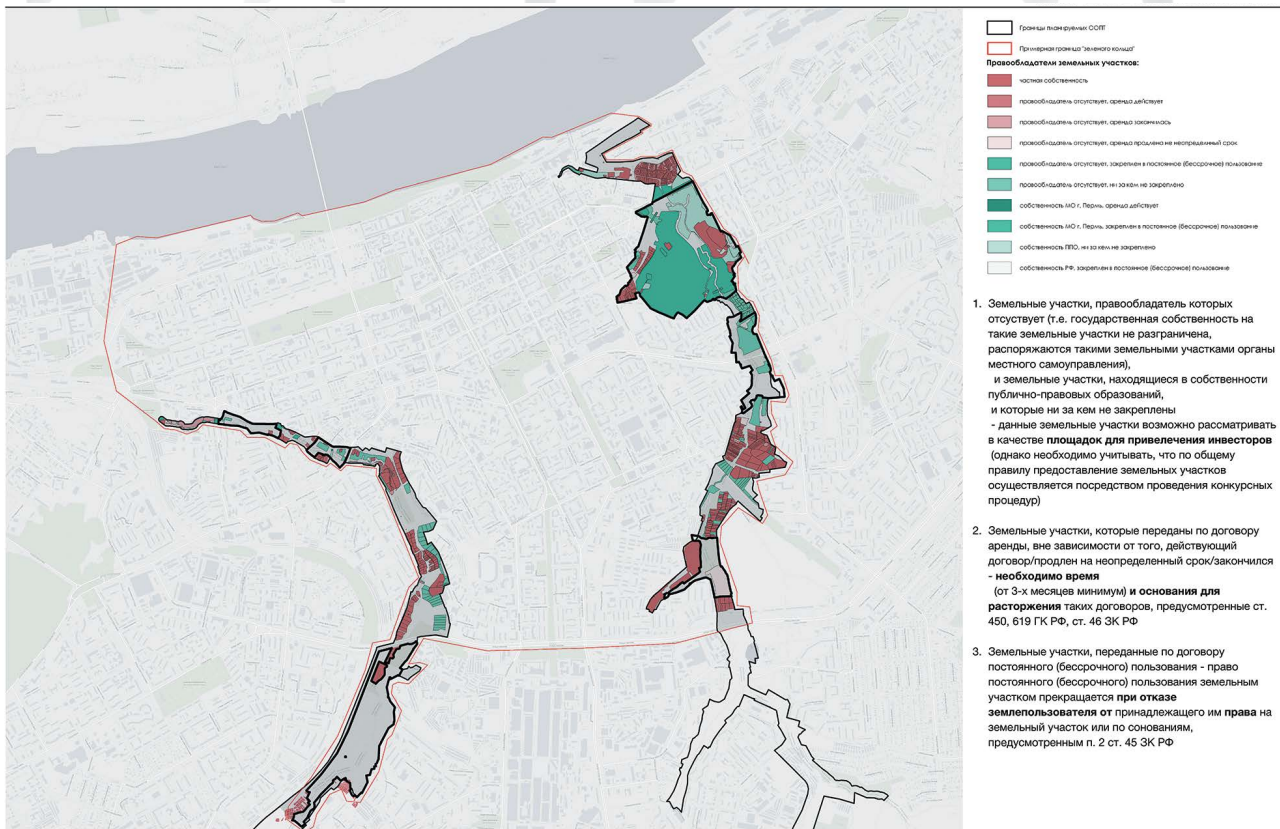 Границы планируемых СОПТ
Примерная граница "зеленого кольца"
Правообладатели земельных участков:
частная собственность
правообладатель отсутствует, аренда действует
правообладатель отсутствует, аренда закончилась
правообладатель отсутствует, аренда продлена не неопределенный срок
правообладатель отсутствует, закреплен в постоянное (бессрочное) пользование
правообладатель отсутствует, ни за кем не закреплено
собственность МО г. Пермь, аренда действует
собственность МО г. Пермь, закреплен в постоянное (бессрочное) пользование
собственность ППО, ни за кем не закреплено
собственность РФ, закреплен в постоянное (бессрочное) пользование
1. Земельные участки, правообладатель которых
отсуствует (т.е. государственная собственность на
такие земельные участки не разграничена,
распоряжаются такими земельными участками органы
местного самоуправления),
и земельные участки, находящиеся в собственности
публично-правовых образований,
и которые ни за кем не закреплены
- данные земельные участки возможно рассматривать
в качестве площадок для привелечения инвесторов
(однако необходимо учитывать, что по общему
правилу предоставление земельных участков
осуществляется посредством проведения конкурсных
процедур)
2. Земельные участки, которые переданы по договору
аренды, вне зависимости от того, действующий
договор/продлен на неопределенный срок/закончился
- необходимо время
(от 3-х месяцев минимум) и основания для
расторжения таких договоров, предусмотренные ст.
450, 619 ГК РФ, ст. 46 ЗК РФ
3. Земельные участки, переданные по договору
постоянного (бессрочного) пользования - право
постоянного (бессрочного) пользования земельным
участком прекращается при отказе
землепользователя от принадлежащего им права на
земельный участок или по сонованиям,
предусмотренным п. 2 ст. 45 ЗК РФ